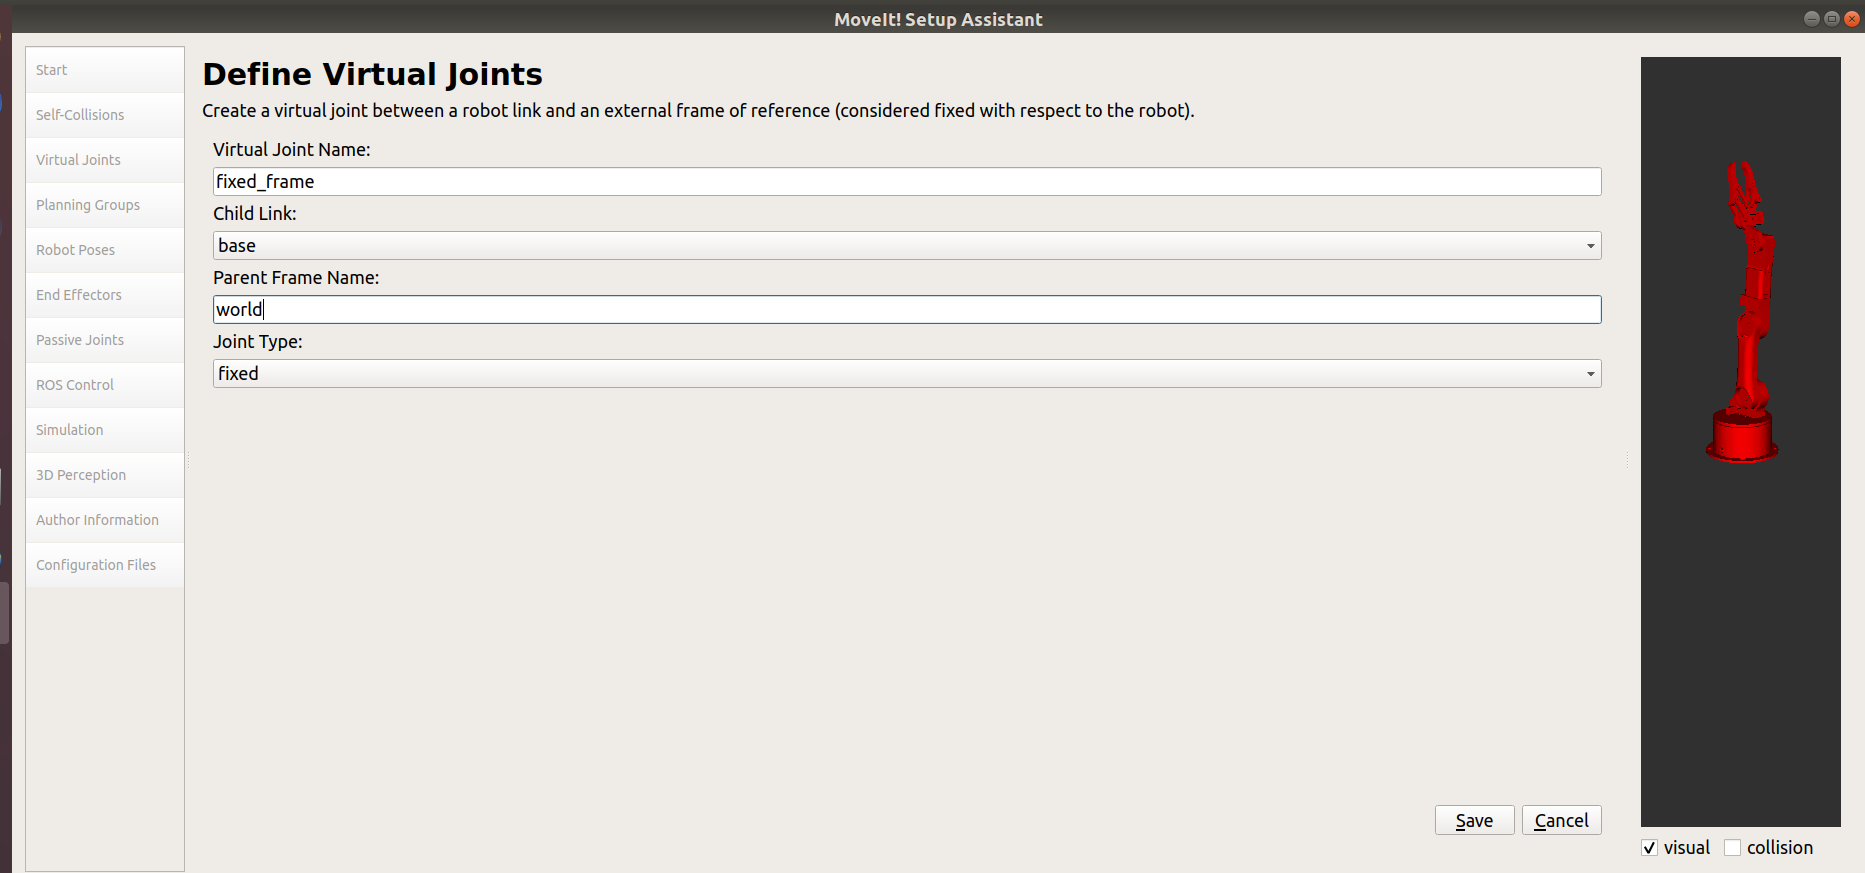 MoveIt! Setup Assistant
Start
Self-Collisions
Virtual Joints
Planning Groups
Robot Poses
End Effectors
Passive Joints
ROS Control
Simulation
3D Perception
Author Information
Configuration Files
Define Virtual Joints
Create a virtual joint between a robot link and an external frame of reference (considered fixed with respect to the robot).
Virtual Joint Name:
fixed_frame
Child Link:
base
Parent Frame Name:
world
Joint Type:
fixed
Save Cancel
visual collision